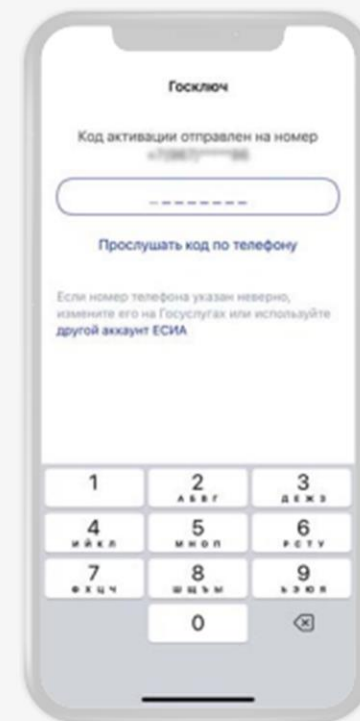 Госключ
Код активации отправлен на номер
Прослушать код по телефону
Если номер телефона указан неверно,
измените его на Госуслугах или используйте
другой аккаунт ЕСИА
1 2 3
АБВГ ДЕЖЗ
4 5 6
ИЙКЛ МНОП РСТУ
7 8 9
ФХЦЧ ШЩЪЫ ЬЭЮЯ
0